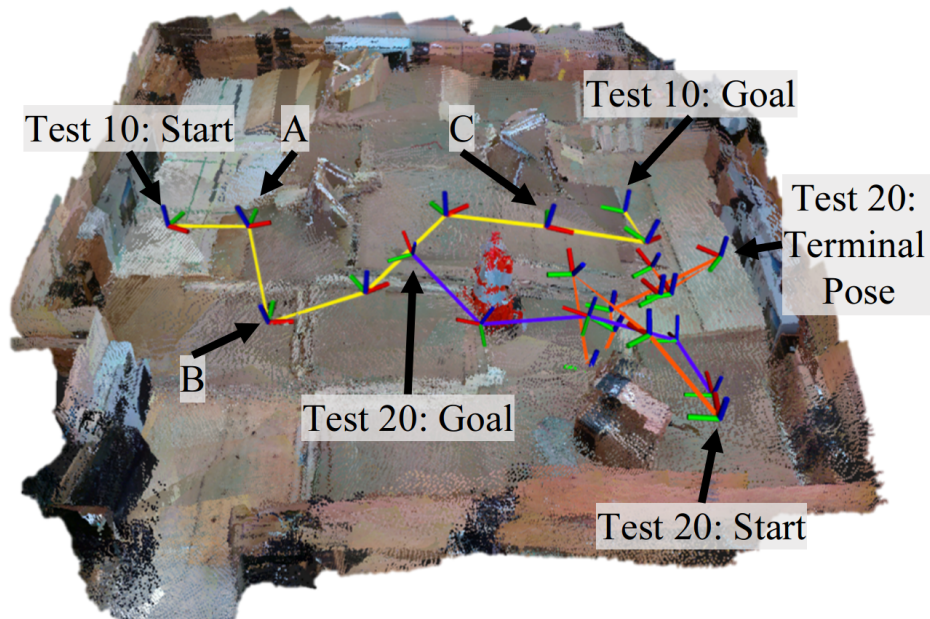 Test 10: Goal
Test 10: Start
A
C
Test 20:
Terminal
Pose
B
Test 20: Goal
Test 20: Start